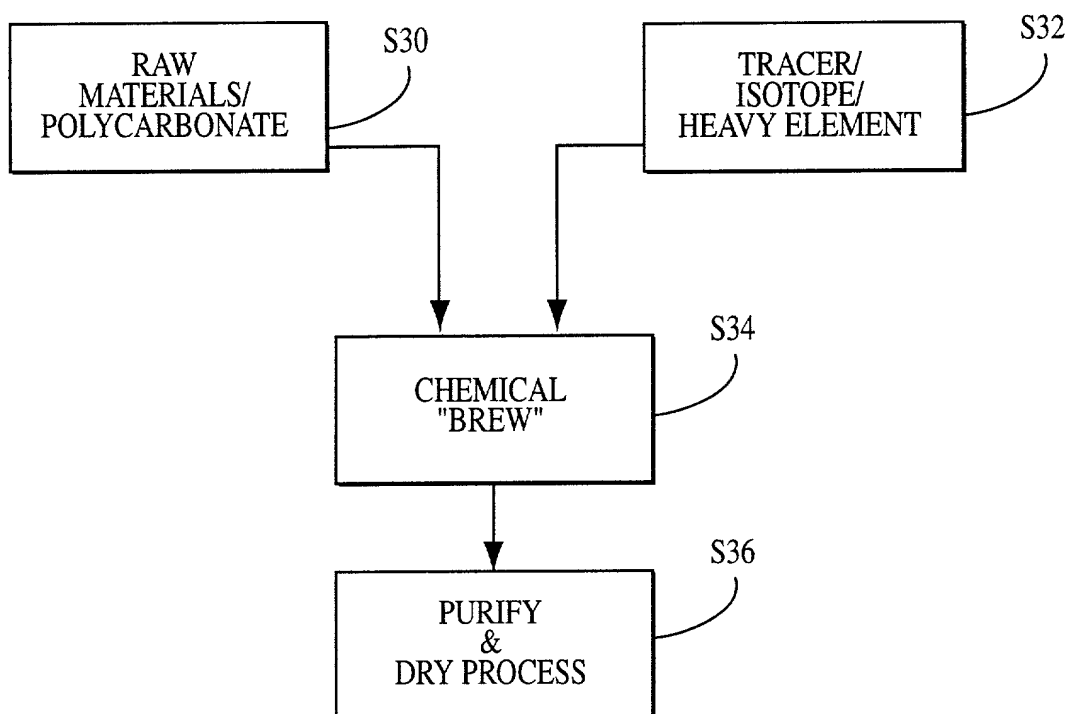 S30
RAW
MATERIALS/
POLYCARBONATE
S32
TRACER/
ISOTOPE/
HEAVY ELEMENT
S34
CHEMICAL
"BREW"
S36
PURIFY
&
DRY PROCESS